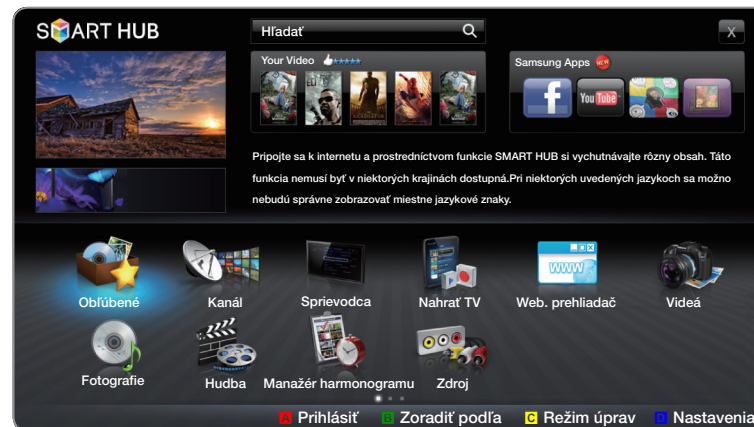 SMART HUB
Hľadať
X
Your Video
Samsung Apps NEW
You Tube
Pripojte sa k internetu a prostredníctvom funkcie SMART HUB si vychutnávajte rôzny obsah. Táto
funkcia nemusí byť v niektorých krajinách dostupná.Pri niektorých uvedených jazykoch sa možno
nebudú správne zobrazovať miestne jazykové znaky.
www
Obľúbené Kanál Sprievodca Nahrať TV Web. prehliadač Videá
Fotografie Hudba Manažér harmonogramu Zdroj
A Prihlásiť B Zoradiť podľa C Režim úprav D Nastavenia